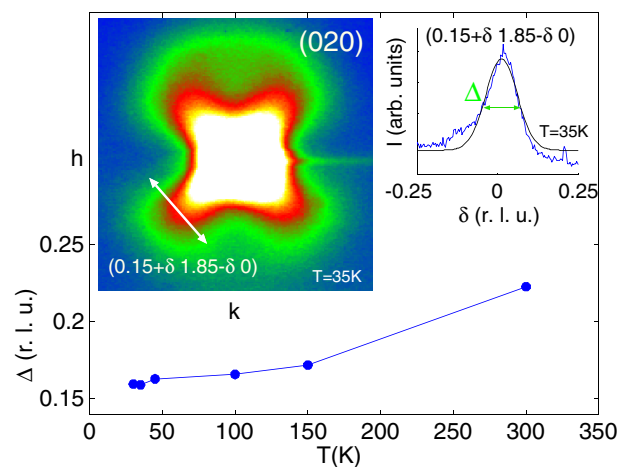 (020)
h
(0.15+δ 1.85-δ 0)
T=35K
k
(0.15+δ 1.85-δ 0)
I (arb. units)
Δ
T=35K
-0.25 0 0.25
δ (r. l. u.)
0.25
0.2
0.15
Δ (r. l. u.)
0 50 100 150 200 250 300 350
T(K)